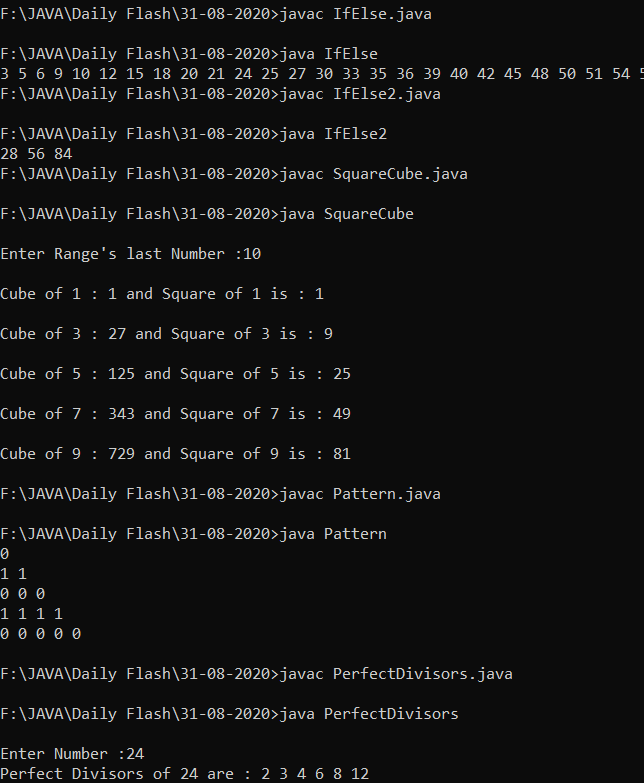 F:\JAVA\Daily Flash\31-08-2020>javac IfElse.java
F:\JAVA\Daily Flash\31-08-2020>java IfElse
3 5 6 9 10 12 15 18 20 21 24 25 27 30 33 35 36 39 40 42 45 48 50 51 54
F:\JAVA\Daily Flash\31-08-2020>javac IfElse2.java
F:\JAVA\Daily Flash\31-08-2020>java IfElse2
28 56 84
F:\JAVA\Daily Flash\31-08-2020>javac SquareCube.java
F:\JAVA\Daily Flash\31-08-2020>java SquareCube
Enter Range's last Number :10
Cube of 1 : 1 and Square of 1 is : 1
Cube of 3 : 27 and Square of 3 is : 9
Cube of 5 : 125 and Square of 5 is : 25
Cube of 7 : 343 and Square of 7 is : 49
Cube of 9 : 729 and Square of 9 is : 81
F:\JAVA\Daily Flash\31-08-2020>javac Pattern.java
F:\JAVA\Daily Flash\31-08-2020>java Pattern
0
1 1
0 0 0
1 1 1 1
0 0 0 0 0
F:\JAVA\Daily Flash\31-08-2020>javac PerfectDivisors.java
F:\JAVA\Daily Flash\31-08-2020>java PerfectDivisors
Enter Number :24
Perfect Divisors of 24 are : 2 3 4 6 8 12